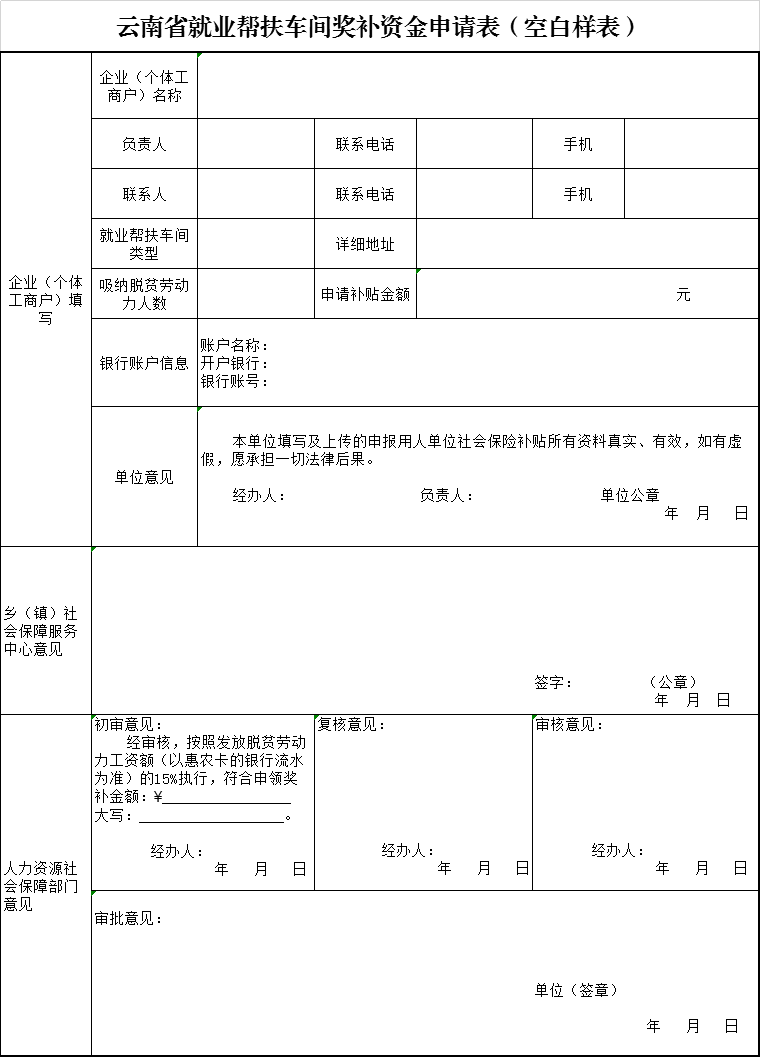 云南省就业帮扶车间奖补资金申请表（空白样表）
企业（个体工商户）填写
企业（个体工
商户）名称
负责人 联系电话 手机
联系人 联系电话 手机
就业帮扶车间
类型
详细地址
吸纳脱贫劳动
力人数
申请补贴金额 元
银行账户信息
账户名称：
开户银行：
银行账号：
单位意见
本单位填写及上传的申报用人单位社会保险补贴所有资料真实、有效，如有虚
假，愿承担一切法律后果。
经办人： 负责人： 单位公章
年 月 日
乡（镇）社
会保障服务
中心意见
签字： （公章）
年 月 日
人力资源社
会保障部门
意见
初审意见：
经审核，按照发放脱贫劳动
力工资额（以惠农卡的银行流水
为准）的15%执行，符合申领奖
补金额：¥________________
大写：__________________。
经办人：
年 月 日
复核意见：
经办人：
年 月 日
审核意见：
经办人：
年 月 日
审批意见：
单位（签章）
年 月 日